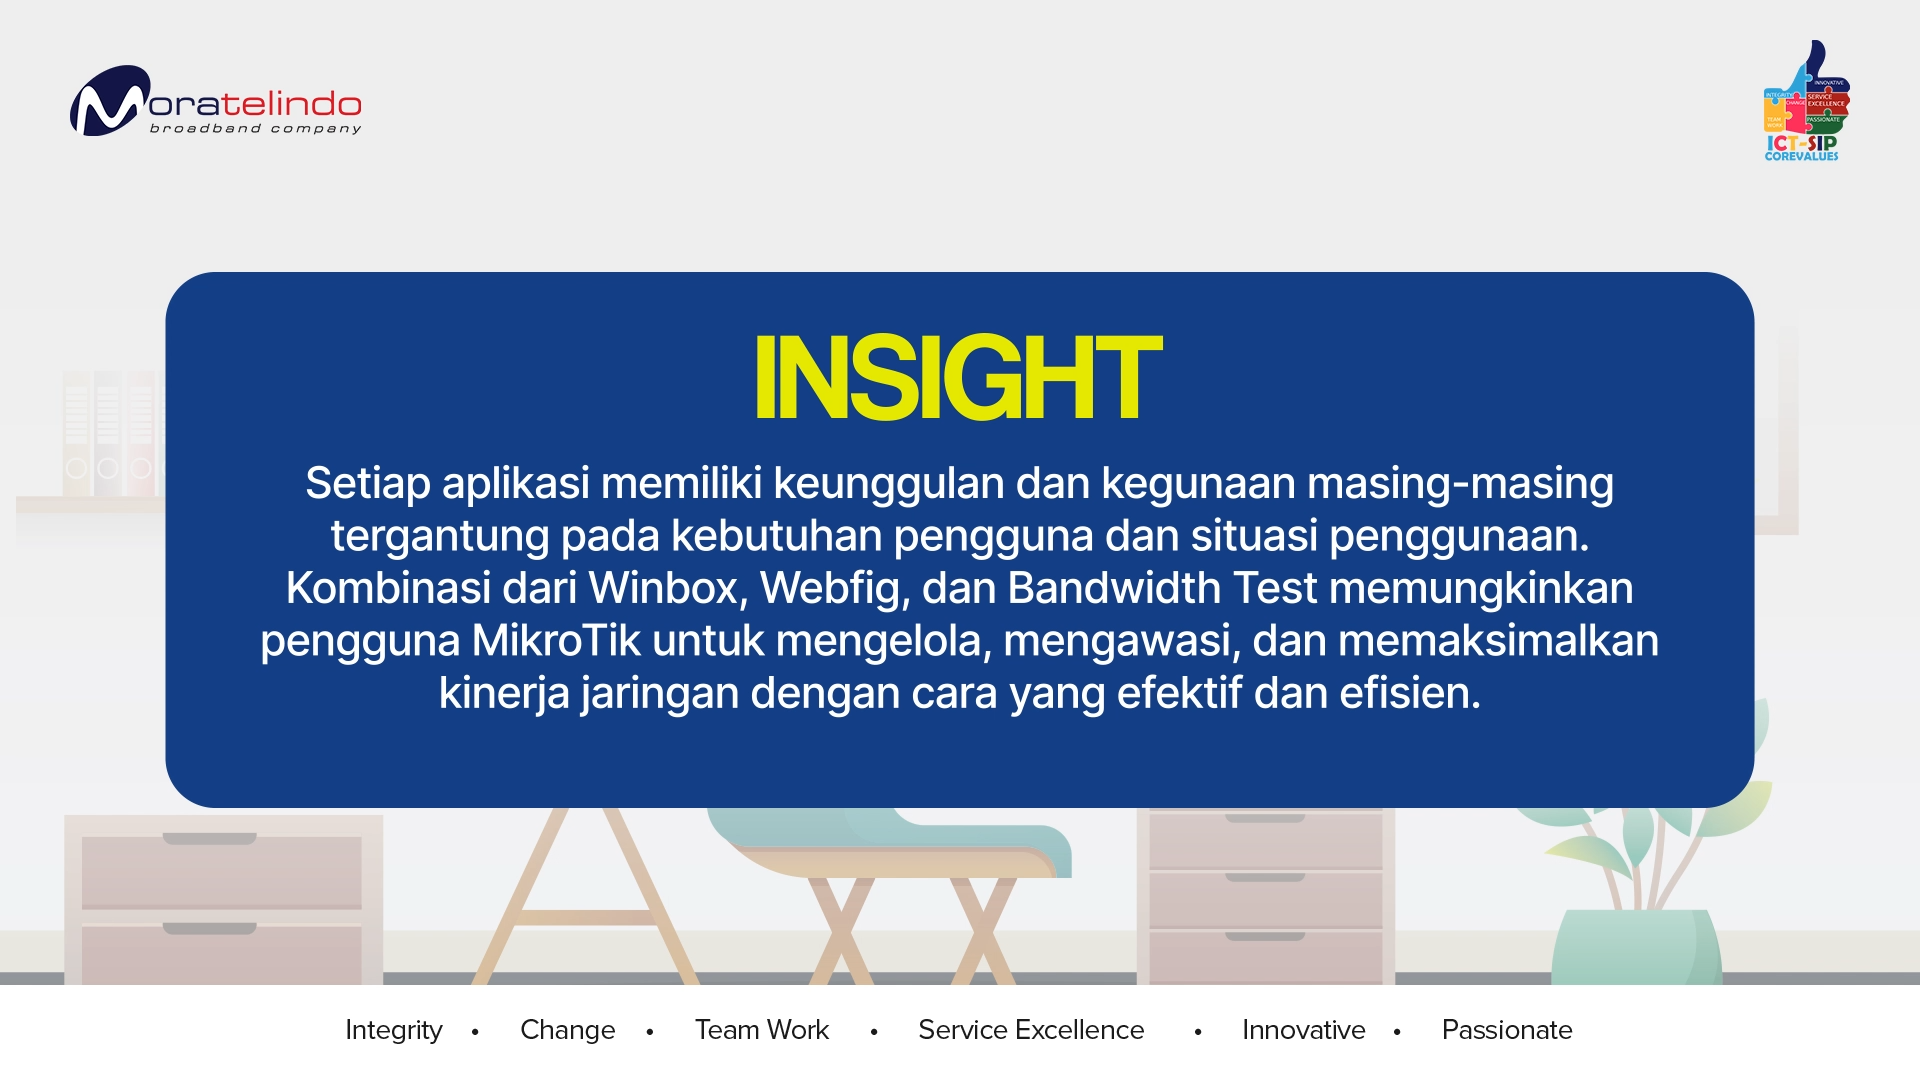 Moratelindo
broadband company
INTEGRITY
INNOVATIVE
CHANGE
SERVICE
EXCELLENCE
TEAM
WORK
PASSIONATE
ICT-SIP
COREVALUES
INSIGHT
Setiap aplikasi memiliki keunggulan dan kegunaan masing-masing
tergantung pada kebutuhan pengguna dan situasi penggunaan.
Kombinasi dari Winbox, Webfig, dan Bandwidth Test memungkinkan
pengguna MikroTik untuk mengelola, mengawasi, dan memaksimalkan
kinerja jaringan dengan cara yang efektif dan efisien.
Integrity • Change • Team Work • Service Excellence • Innovative • Passionate